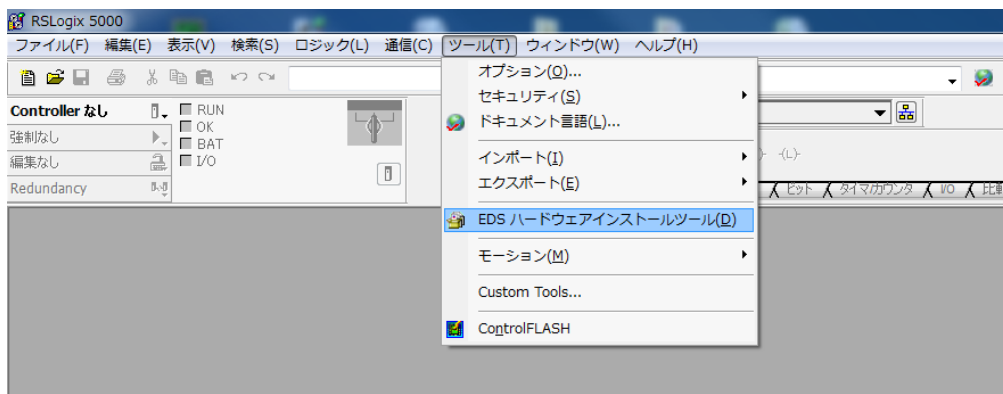 RSLogix 5000
ファイル(F) 編集(E) 表示(V) 検索(S) ロジック(L) 通信(C) ツール(T) ウィンドウ(W) ヘルプ(H)
オプション(O)...
セキュリティ(S)
ドキュメント言語(L)...
インポート(I)
エクスポート(E)
EDS ハードウェアインストールツール(D)
モーション(M)
Custom Tools...
ControlFLASH
Controller なし
RUN
強制なし
OK
BAT
編集なし
I/O
Redundancy
-(L)-
ビット タイマ/カウンタ I/O